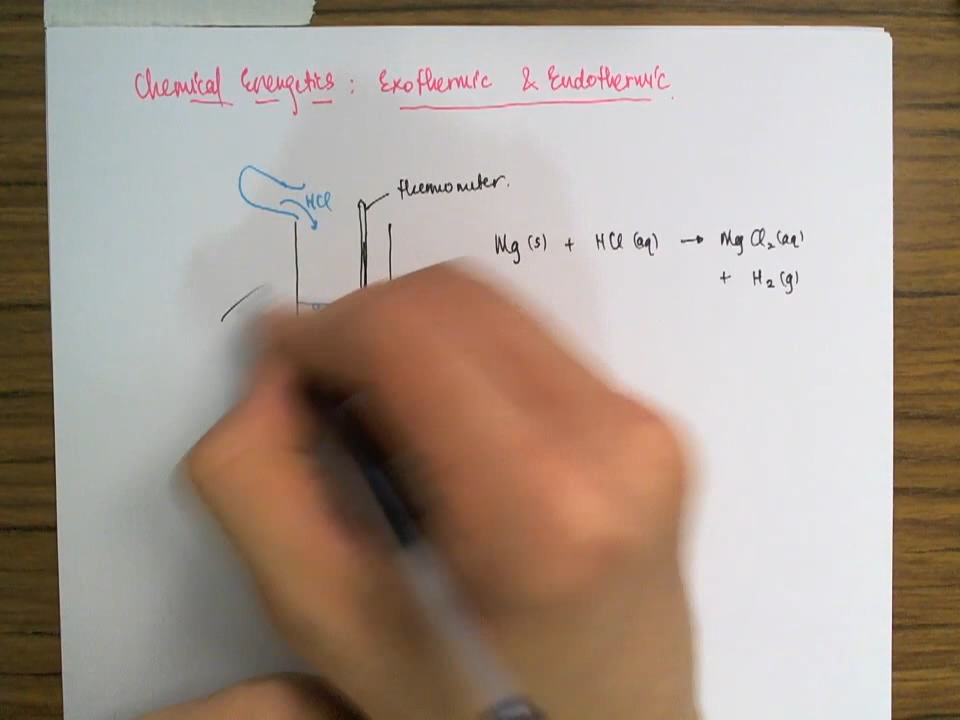 Chemical Energetics : Exothermic & Endothermic.
HCl
thermometer.
Mg (s) + HCl (aq) → MgCl₂ (aq)
+ H₂ (g)